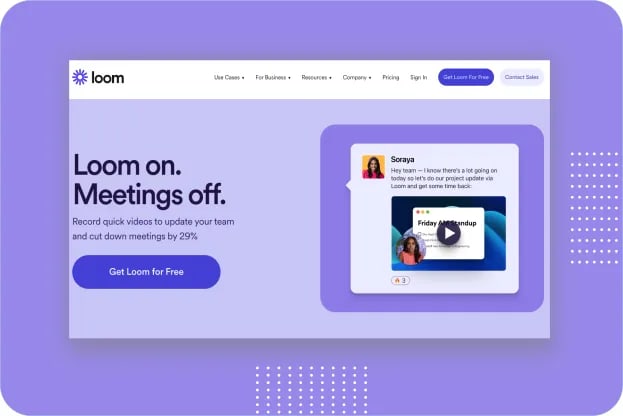 loom
Use Cases
For Business
Resources
Company
Pricing
Sign In
Get Loom For Free
Contact Sales
Loom on.
Meetings off.
Record quick videos to update your team
and cut down meetings by 29%
Get Loom for Free
Soraya
Hey team — I know there's a lot going on
today so let's do our project update via
Loom and get some time back:
Friday AM Standup
3